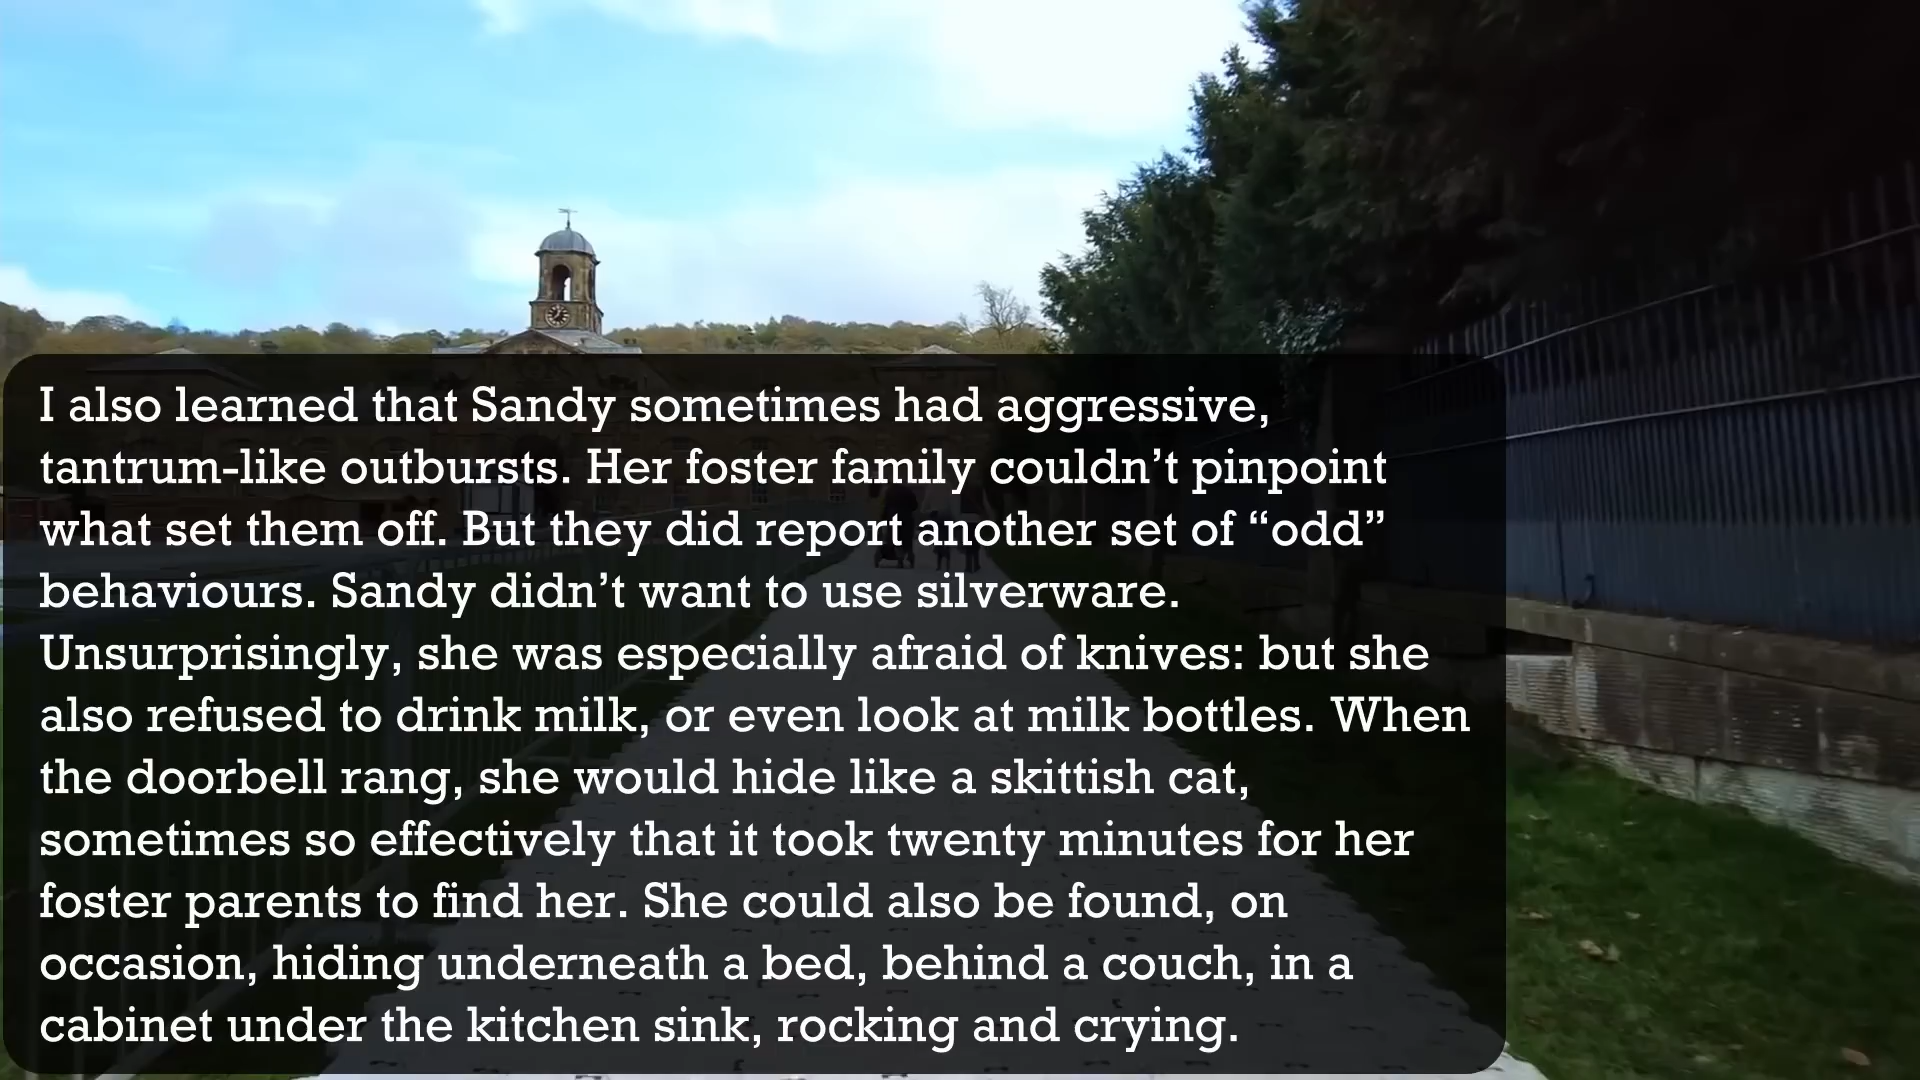 I also learned that Sandy sometimes had aggressive,
tantrum-like outbursts. Her foster family couldn’t pinpoint
what set them off. But they did report another set of “odd”
behaviours. Sandy didn’t want to use silverware.
Unsurprisingly, she was especially afraid of knives: but she
also refused to drink milk, or even look at milk bottles. When
the doorbell rang, she would hide like a skittish cat,
sometimes so effectively that it took twenty minutes for her
foster parents to find her. She could also be found, on
occasion, hiding underneath a bed, behind a couch, in a
cabinet under the kitchen sink, rocking and crying.